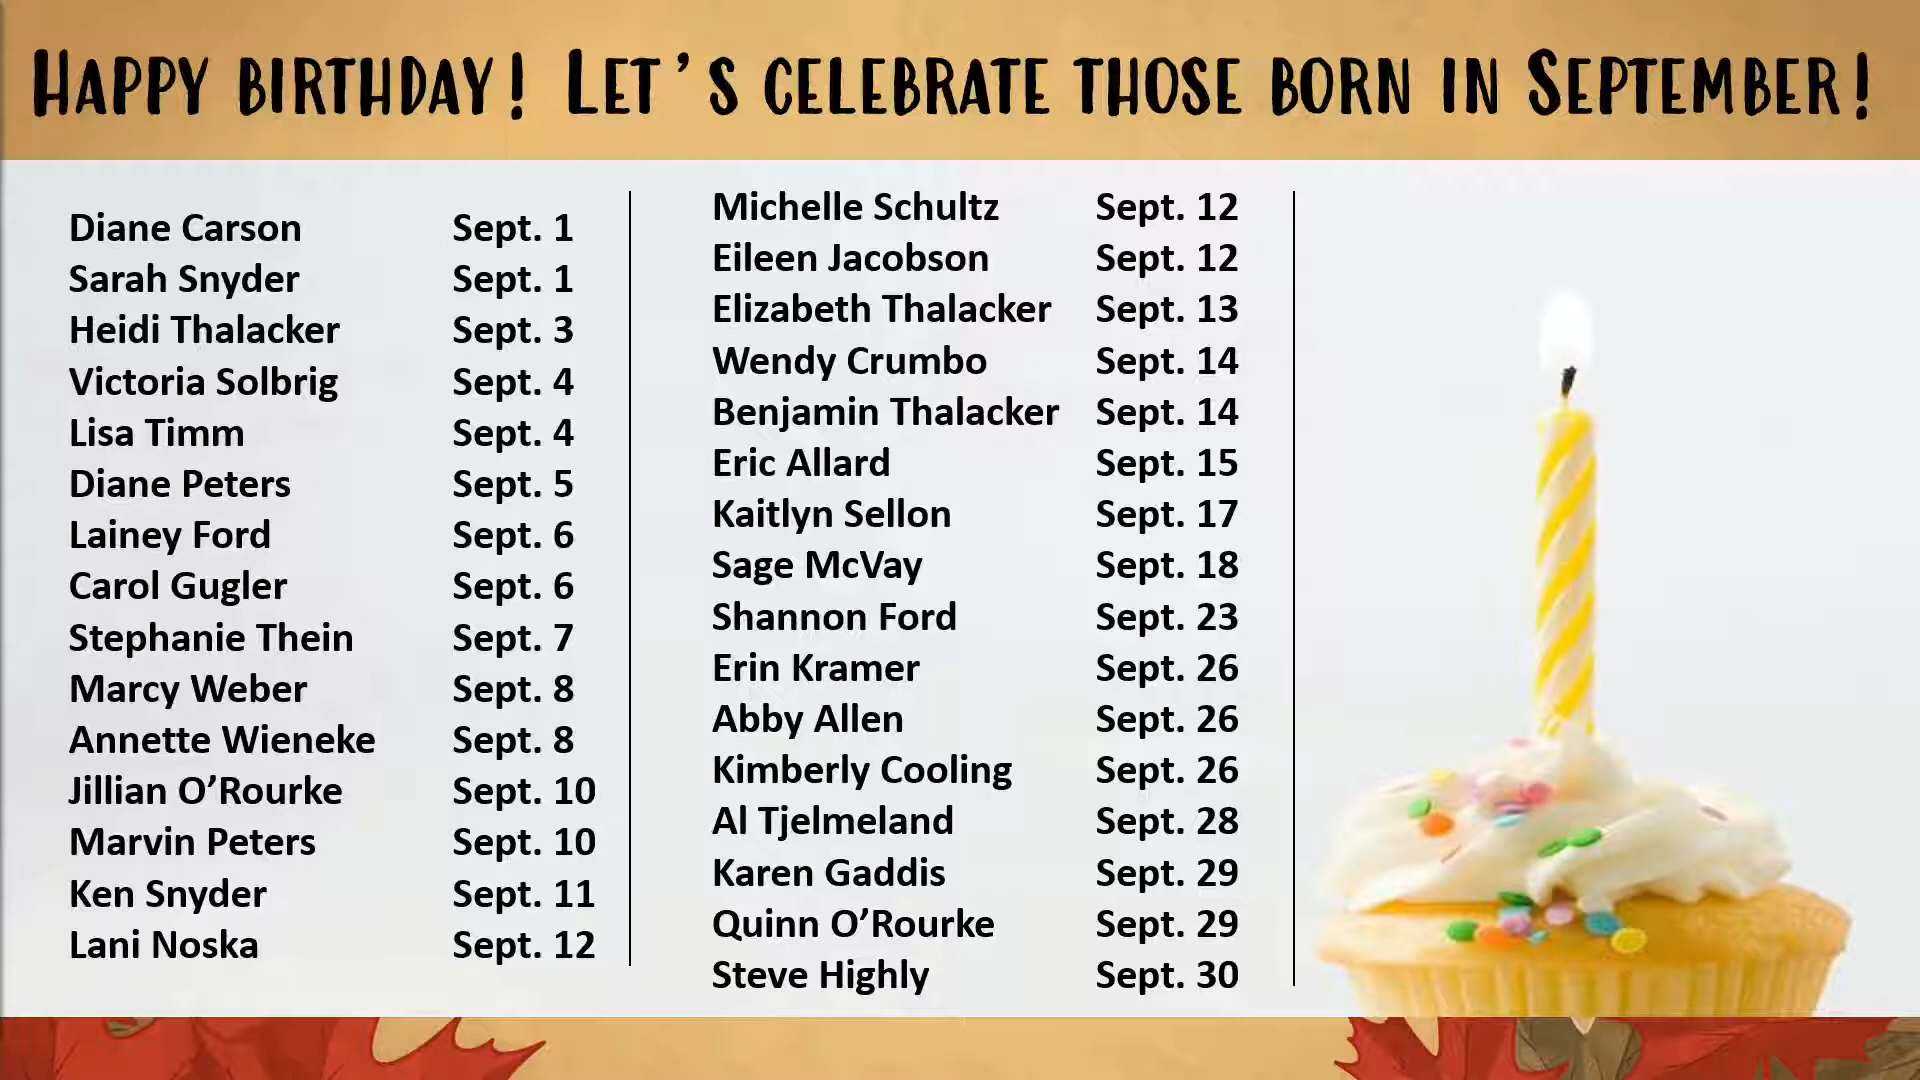 Happy birthday! Let's celebrate those born in September!
Diane Carson Sept. 1
Sarah Snyder Sept. 1
Heidi Thalacker Sept. 3
Victoria Solbrig Sept. 4
Lisa Timm Sept. 4
Diane Peters Sept. 5
Lainey Ford Sept. 6
Carol Gugler Sept. 6
Stephanie Thein Sept. 7
Marcy Weber Sept. 8
Annette Wieneke Sept. 8
Jillian O’Rourke Sept. 10
Marvin Peters Sept. 10
Ken Snyder Sept. 11
Lani Noska Sept. 12
Michelle Schultz Sept. 12
Eileen Jacobson Sept. 12
Elizabeth Thalacker Sept. 13
Wendy Crumbo Sept. 14
Benjamin Thalacker Sept. 14
Eric Allard Sept. 15
Kaitlyn Sellon Sept. 17
Sage McVay Sept. 18
Shannon Ford Sept. 23
Erin Kramer Sept. 26
Abby Allen Sept. 26
Kimberly Cooling Sept. 26
Al Tjelmeland Sept. 28
Karen Gaddis Sept. 29
Quinn O’Rourke Sept. 29
Steve Highly Sept. 30